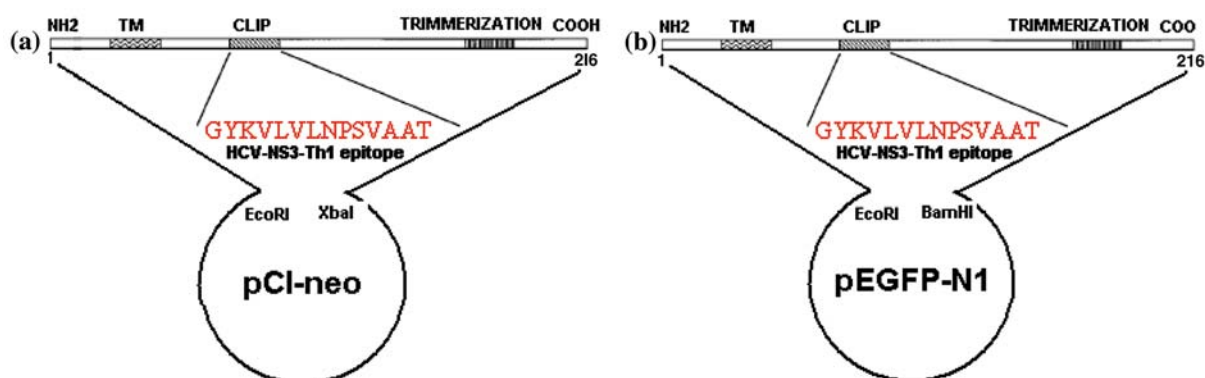 (a) NH2 TM CLIP TRIMMERIZATION COOH
1 216
GYKVLVLNPSVAAT
HCV-NS3-Th1 epitope
EcoRI XbaI
pCI-neo
(b) NH2 TM CLIP TRIMMERIZATION COO
1 216
GYKVLVLNPSVAAT
HCV-NS3-Th1 epitope
EcoRI BamHI
pEGFP-N1